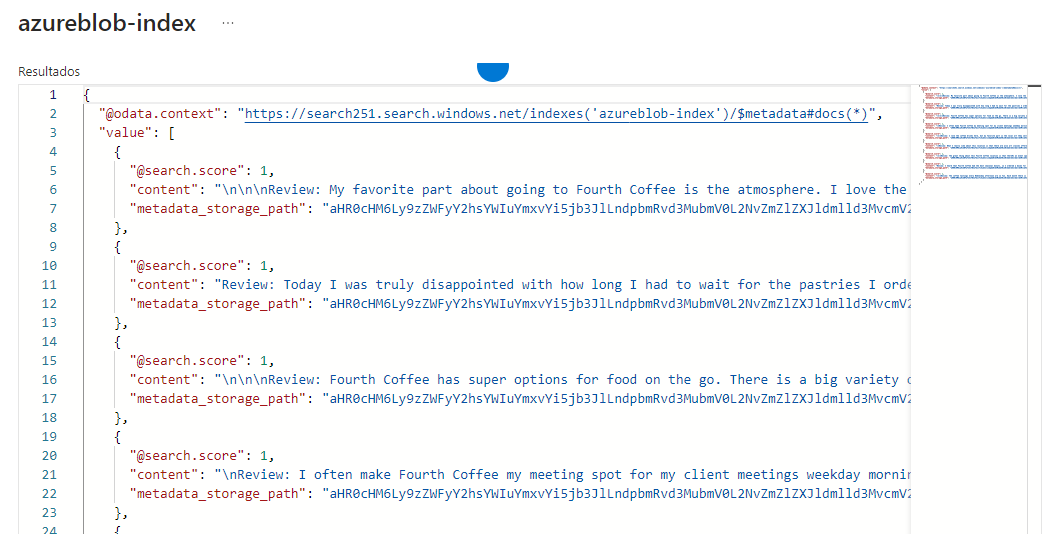 azureblob-index ...
Resultados
1 {
2 "@odata.context": "https://search251.search.windows.net/indexes('azureblob-index')/$metadata#docs(*)",
3 "value": [
4 {
5 "@search.score": 1,
6 "content": "\n\n\nReview: My favorite part about going to Fourth Coffee is the atmosphere. I love the
7 "metadata_storage_path": "aHR0cHM6Ly9zZWFyY2hsYWIuYmxvYi5jb3JlLndpbmRvd3MubmV0L2NvZmZlZXJldmlld3MvcmV2
8 },
9 {
10 "@search.score": 1,
11 "content": "Review: Today I was truly disappointed with how long I had to wait for the pastries I orde
12 "metadata_storage_path": "aHR0cHM6Ly9zZWFyY2hsYWIuYmxvYi5jb3JlLndpbmRvd3MubmV0L2NvZmZlZXJldmlld3MvcmV2
13 },
14 {
15 "@search.score": 1,
16 "content": "\n\n\nReview: Fourth Coffee has super options for food on the go. There is a big variety o
17 "metadata_storage_path": "aHR0cHM6Ly9zZWFyY2hsYWIuYmxvYi5jb3JlLndpbmRvd3MubmV0L2NvZmZlZXJldmlld3MvcmV2
18 },
19 {
20 "@search.score": 1,
21 "content": "\nReview: I often make Fourth Coffee my meeting spot for my client meetings weekday mornin
22 "metadata_storage_path": "aHR0cHM6Ly9zZWFyY2hsYWIuYmxvYi5jb3JlLndpbmRvd3MubmV0L2NvZmZlZXJldmlld3MvcmV2
23 },
24 {